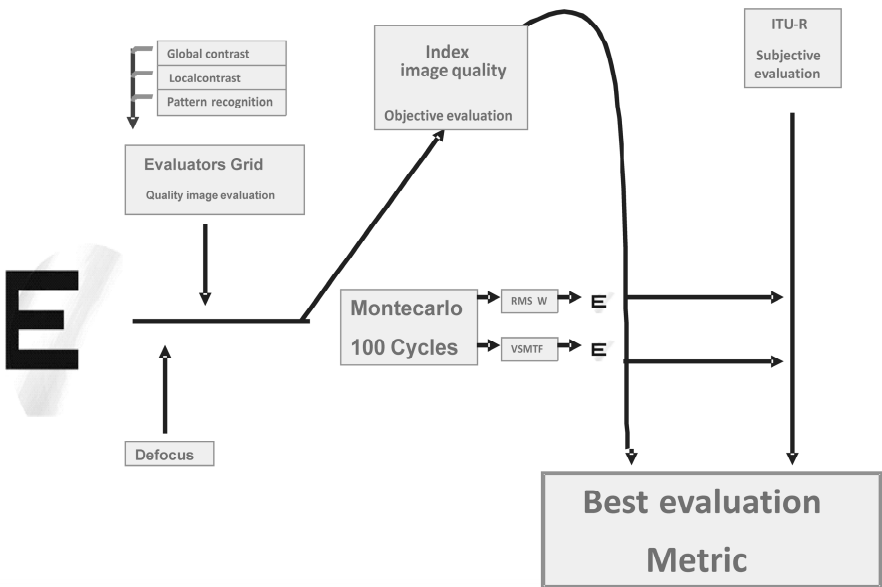 Global contrast
Localcontrast
Pattern recognition
Evaluators Grid
Quality image evaluation
E
Defocus
Index
image quality
Objective evaluation
Montecarlo
100 Cycles
RMS W
E
VSMTF
E
ITU-R
Subjective
evaluation
Best evaluation
Metric